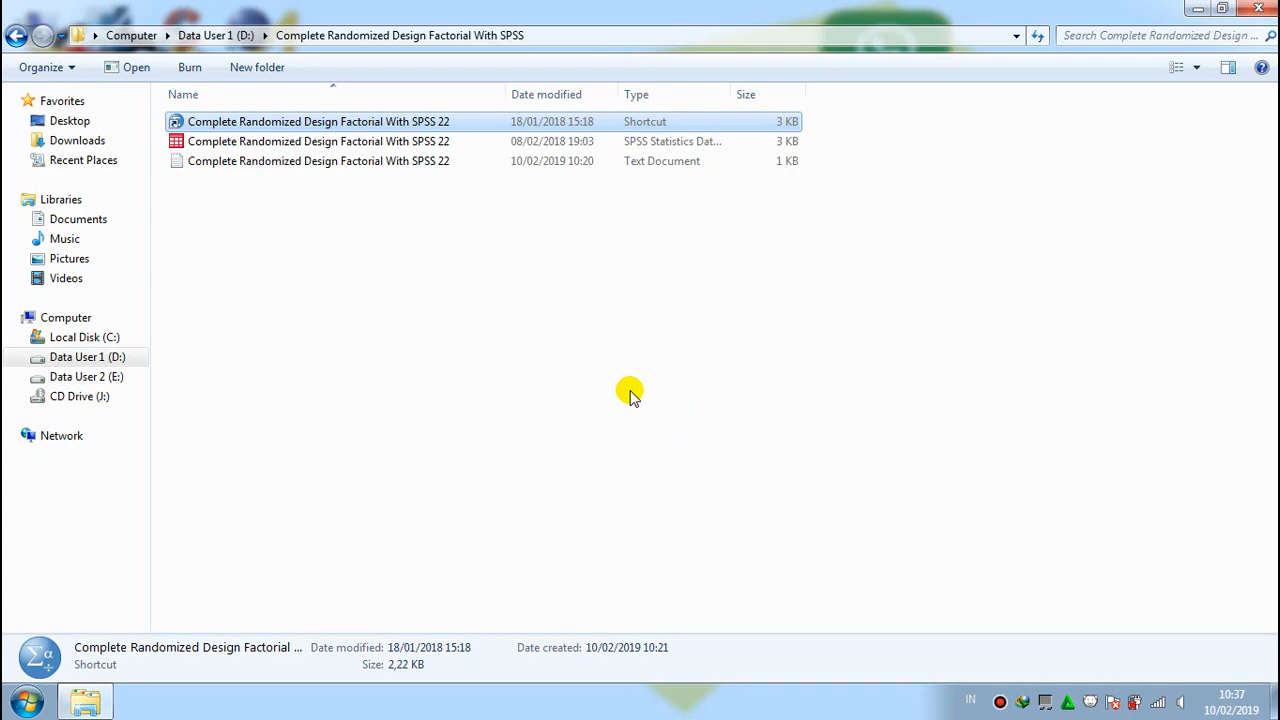 Computer Data User 1 (D:) Complete Randomized Design Factorial With SPSS Search Complete Randomized Design ...
Organize Open Burn New folder
Name Date modified Type Size
Complete Randomized Design Factorial With SPSS 22 18/01/2018 15:18 Shortcut 3 KB
Complete Randomized Design Factorial With SPSS 22 08/02/2018 19:03 SPSS Statistics Dat... 3 KB
Complete Randomized Design Factorial With SPSS 22 10/02/2019 10:20 Text Document 1 KB
Favorites
Desktop
Downloads
Recent Places
Libraries
Documents
Music
Pictures
Videos
Computer
Local Disk (C:)
Data User 1 (D:)
Data User 2 (E:)
CD Drive (J:)
Network
Complete Randomized Design Factorial ... Date modified: 18/01/2018 15:18 Date created: 10/02/2019 10:21
Shortcut Size: 2,22 KB
IN 10:37
10/02/2019